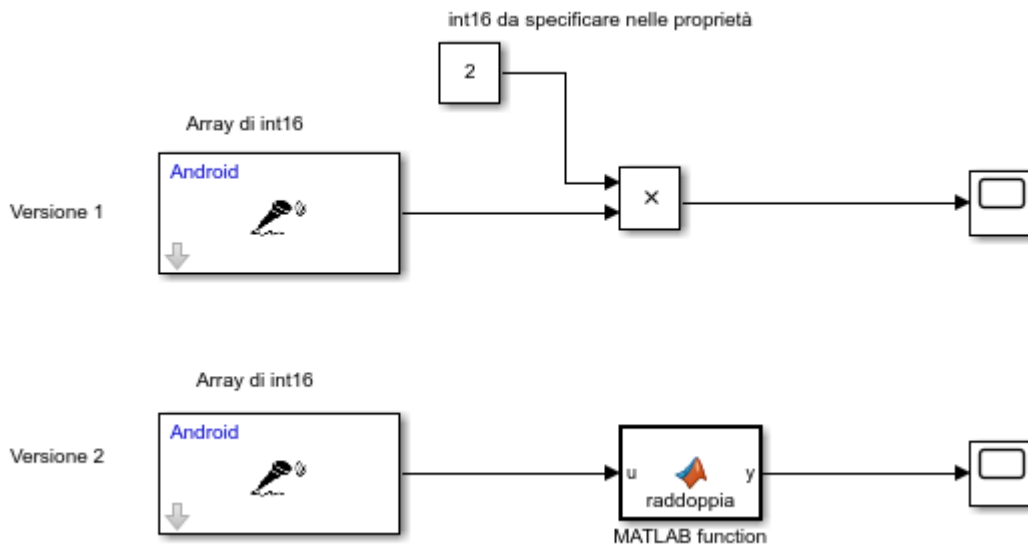 int16 da specificare nelle proprietà
2
Array di int16
Android
Versione 1
×
Array di int16
Android
Versione 2
u
y
raddoppia
MATLAB function